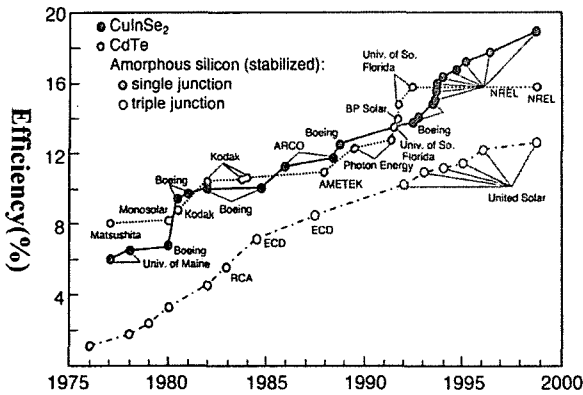 20
16
12
8
4
Efficiency(%)
CuInSe2
CdTe
Amorphous silicon (stabilized):
single junction
triple junction
Univ. of So.
Florida
NREL
NREL
BP Solar
Boeing
Boeing
Univ. of So.
Florida
ARCO
Kodak
Photon Energy
AMETEK
Boeing
Monosolar
Kodak
Boeing
Matsushita
Boeing
Univ. of Maine
United Solar
ECD
ECD
RCA
1975
1980
1985
1990
1995
2000